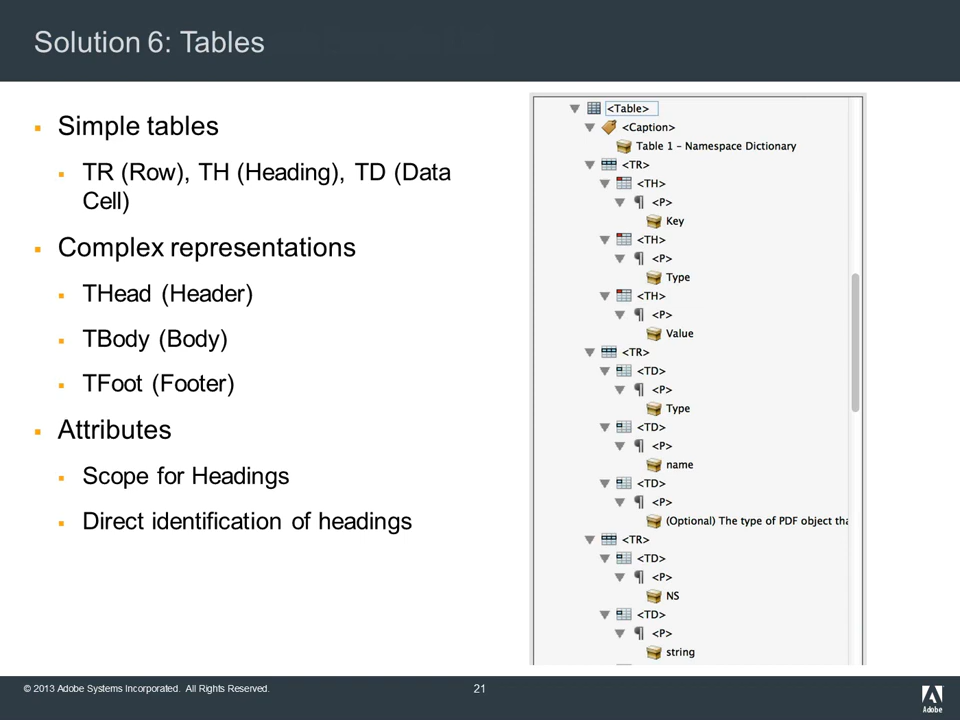 Solution 6: Tables
Simple tables
TR (Row), TH (Heading), TD (Data
Cell)
Complex representations
THead (Header)
TBody (Body)
TFoot (Footer)
Attributes
Scope for Headings
Direct identification of headings
<Table>
<Caption>
Table 1 – Namespace Dictionary
<TR>
<TH>
<P>
Key
<TH>
<P>
Type
<TH>
<P>
Value
<TR>
<TD>
<P>
Type
<TD>
<P>
name
<TD>
<P>
(Optional) The type of PDF object tha
<TR>
<TD>
<P>
NS
<TD>
<P>
string
© 2013 Adobe Systems Incorporated. All Rights Reserved.
21
Adobe